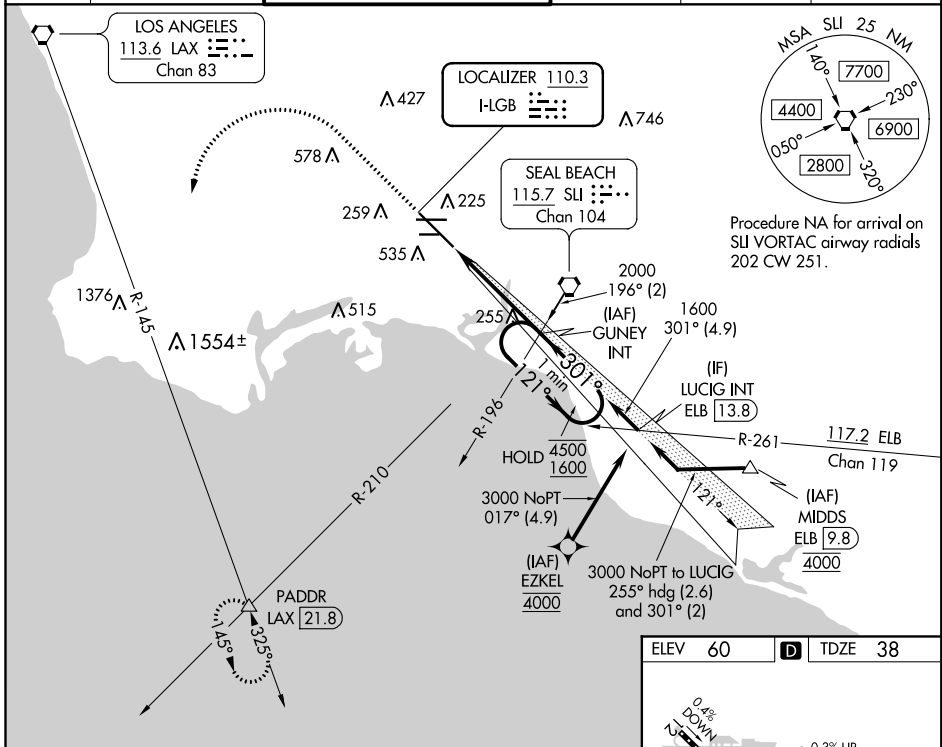 LOS ANGELES
113.6 LAX
Chan 83
LOCALIZER 110.3
I-LGB
SEAL BEACH
115.7 SLI
Chan 104
MSA SLI 25 NM
140°
7700
230°
4400
6900
050°
2800
320°
Procedure NA for arrival on
SLI VORTAC airway radials
202 CW 251.
427
746
578
259
225
535
1376
R-145
1554±
515
255
2000
196° (2)
(IAF)
GUNEY
INT
1600
301° (4.9)
(IF)
LUCIG INT
ELB 13.8
301°
1 min
121°
R-196
HOLD
4500
1600
R-261
117.2 ELB
Chan 119
R-210
3000 NoPT
017° (4.9)
(IAF)
EZKEL
4000
121°
(IAF)
MIDDS
ELB 9.8
4000
3000 NoPT to LUCIG
255° hdg (2.6)
and 301° (2)
PADDR
LAX 21.8
145°
325°
ELEV 60
D
TDZE 38
0.4%
DOWN
12
0.3% UP